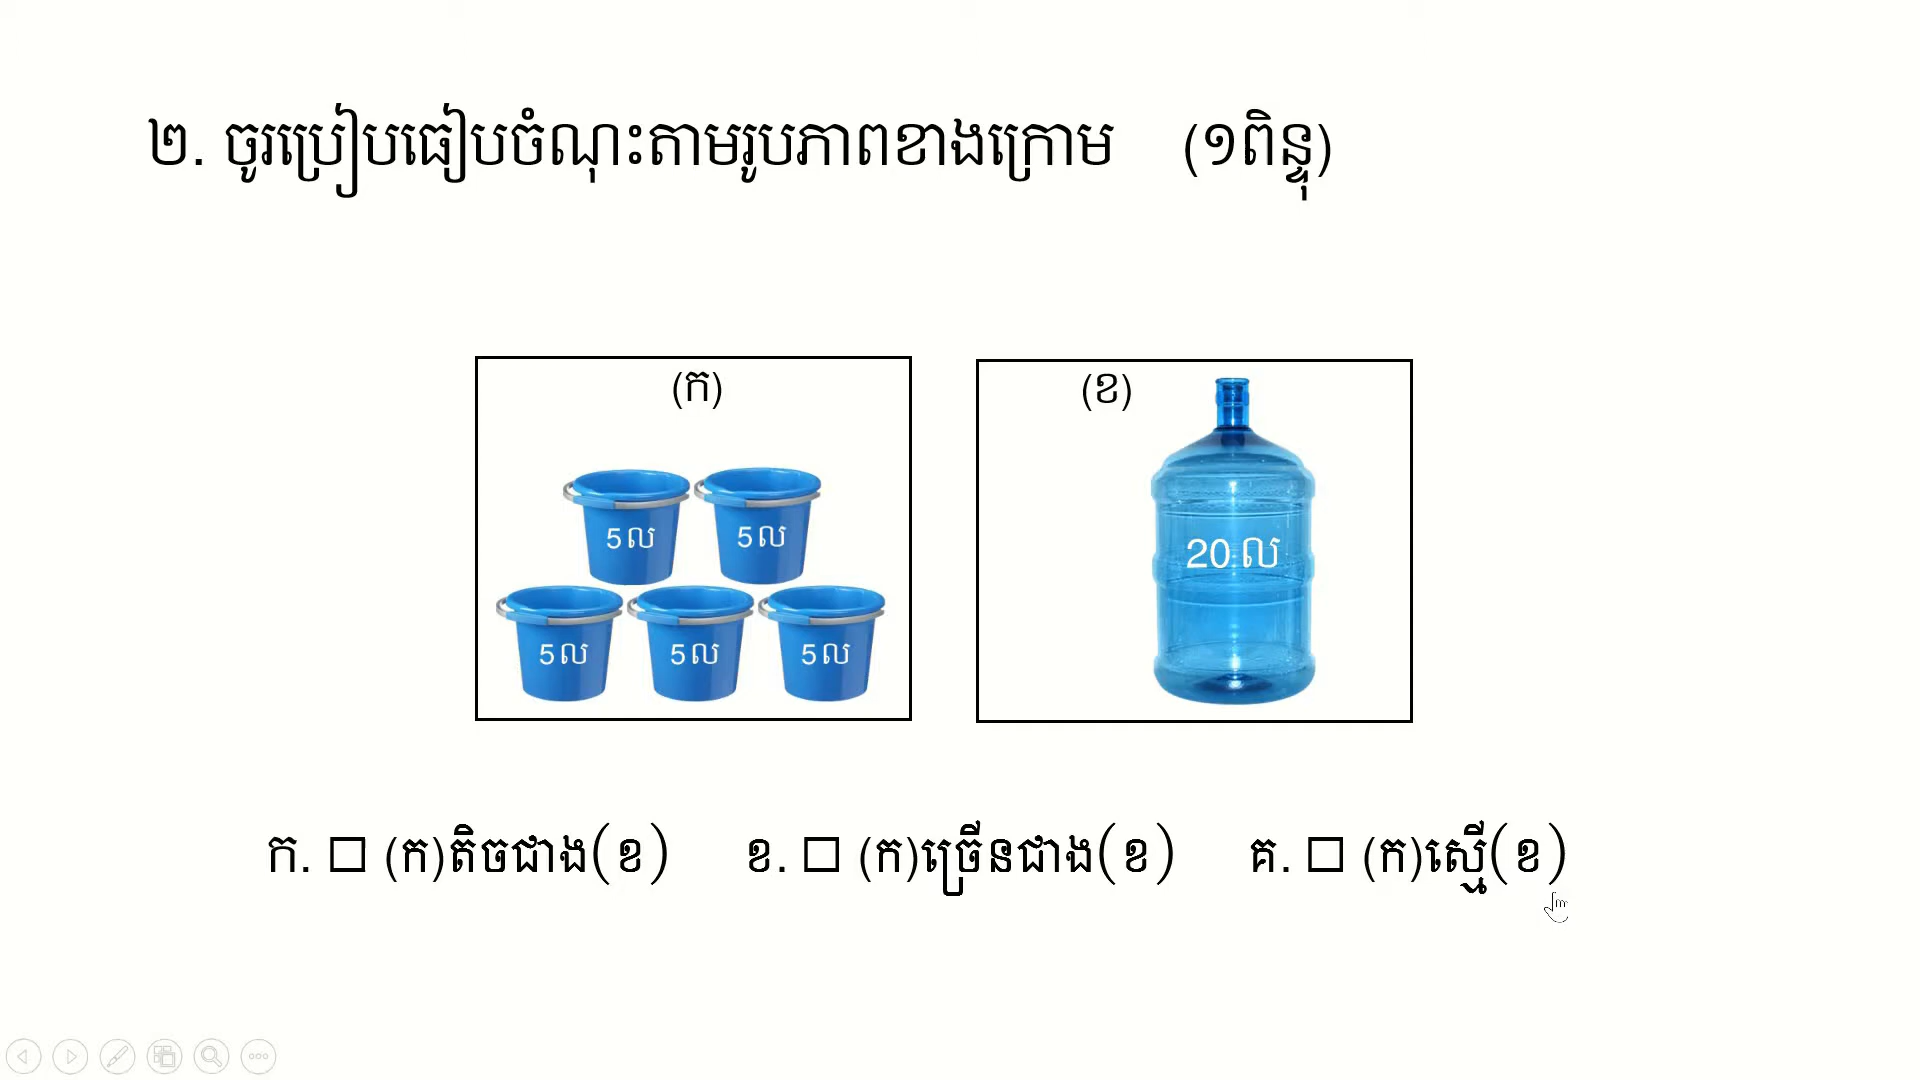 ២. ចូរប្រៀបធៀបចំណុះតាមរូបភាពខាងក្រោម (១ពិន្ទុ)
(ក)
(ខ)
5ល 5ល
5ល 5ល 5ល
20 ល
ក. □ (ក)តិចជាង(ខ) ខ. □ (ក)ច្រើនជាង(ខ) គ. □ (ក)ស្មើ(ខ)